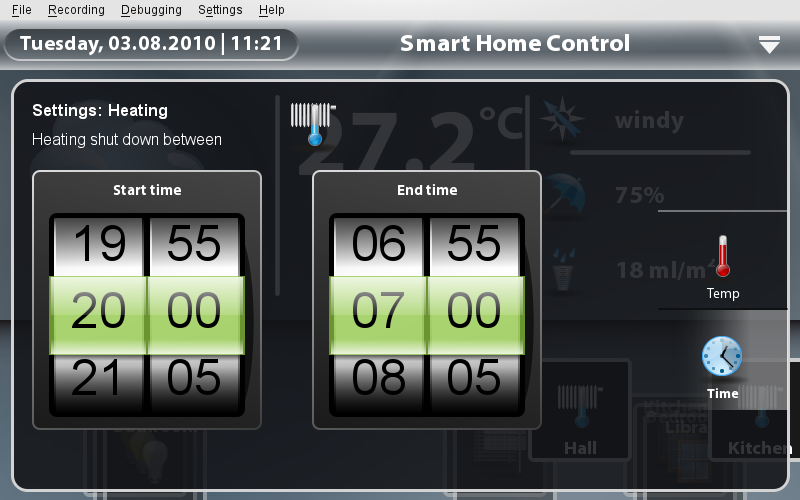 File Recording Debugging Settings Help
Tuesday, 03.08.2010 | 11:21
Smart Home Control
Settings: Heating
Heating shut down between
27.2°C
windy
75%
18 ml/m²
Start time
19 55
20 00
21 05
End time
06 55
07 00
08 05
Temp
Time
Hall
Kitchen